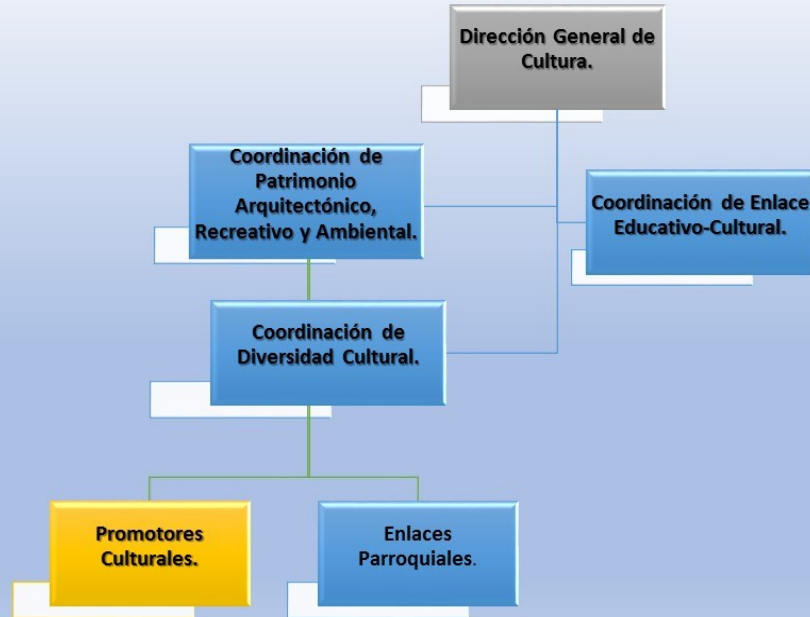 Dirección General de
Cultura.
Coordinación de
Patrimonio
Arquitectónico,
Recreativo y Ambiental.
Coordinación de Enlace
Educativo-Cultural.
Coordinación de
Diversidad Cultural.
Promotores
Culturales.
Enlaces
Parroquiales.